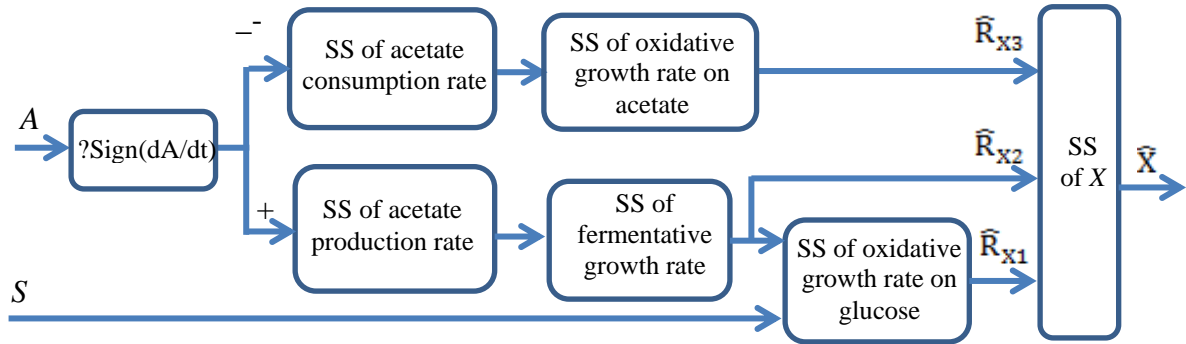 A
?Sign(dA/dt)
–-
+
SS of acetate
consumption rate
SS of oxidative
growth rate on
acetate
R̂X3
SS of acetate
production rate
SS of
fermentative
growth rate
R̂X2
S
SS of oxidative
growth rate on
glucose
R̂X1
SS
of X
X̂